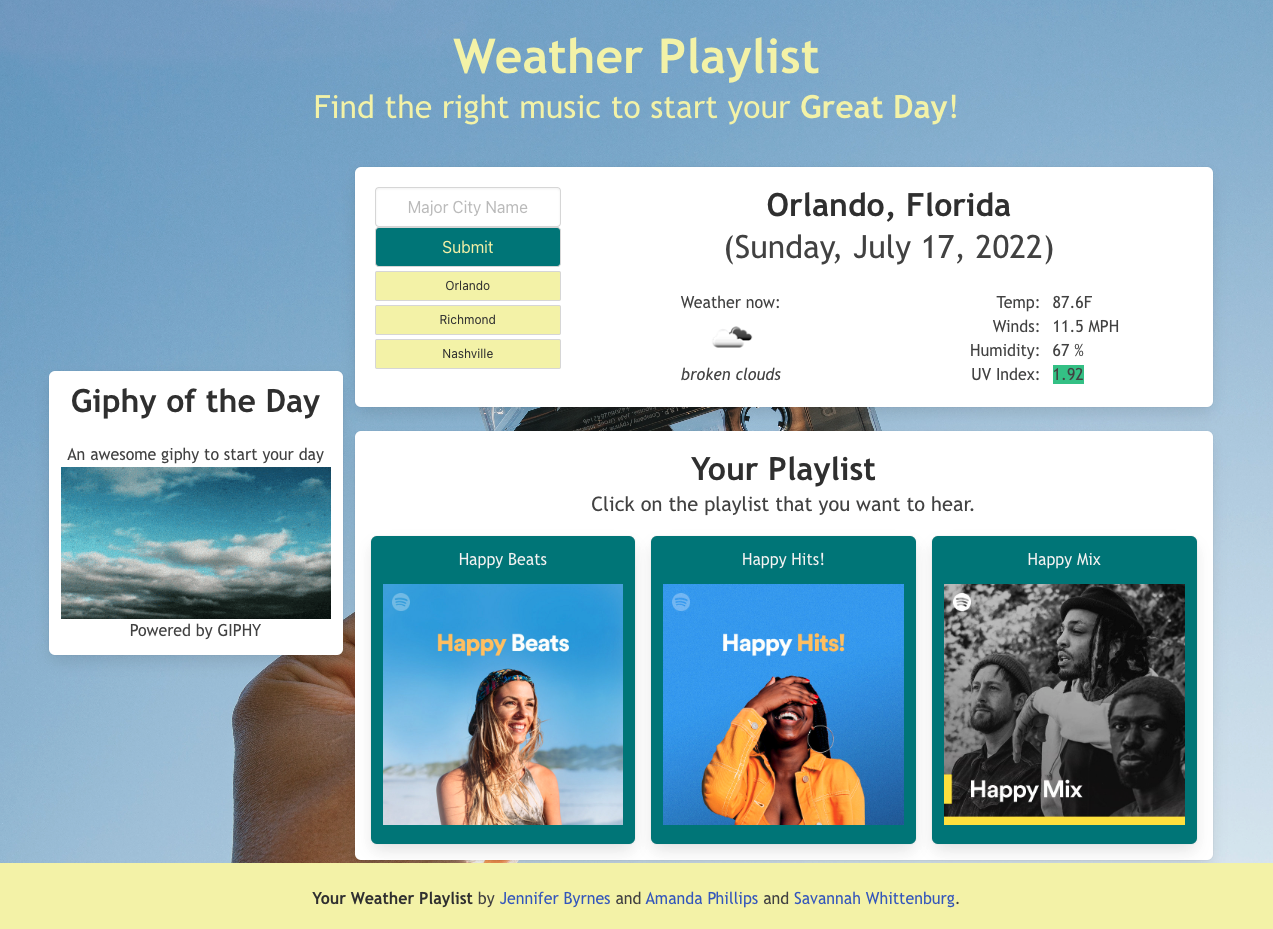 Weather Playlist
Find the right music to start your Great Day!
Major City Name
Submit
Orlando
Richmond
Nashville
Orlando, Florida
(Sunday, July 17, 2022)
Weather now:
broken clouds
Temp: 87.6F
Winds: 11.5 MPH
Humidity: 67 %
UV Index: 1.92
Giphy of the Day
An awesome giphy to start your day
Powered by GIPHY
Your Playlist
Click on the playlist that you want to hear.
Happy Beats
Happy Beats
Happy Hits!
Happy Hits!
Happy Mix
Happy Mix
Your Weather Playlist by Jennifer Byrnes and Amanda Phillips and Savannah Whittenburg.